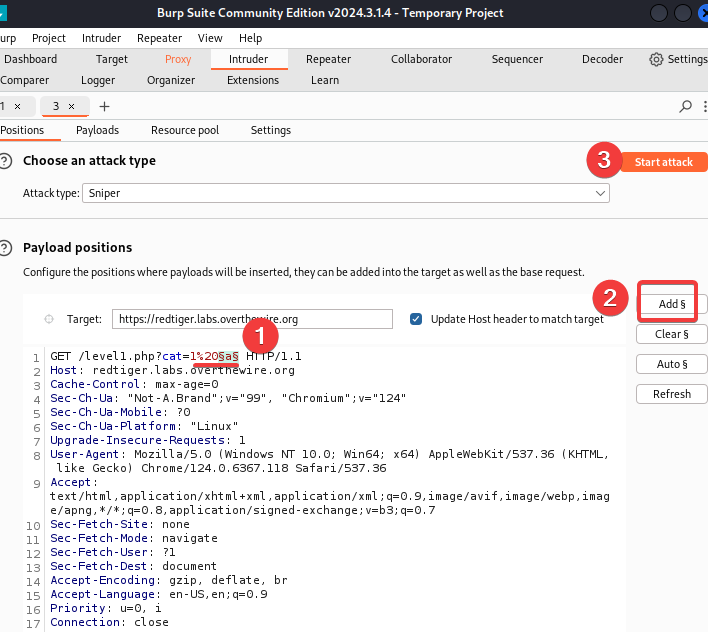 Burp Suite Community Edition v2024.3.1.4 - Temporary Project
urp Project Intruder Repeater View Help
Dashboard Target Proxy Intruder Repeater Collaborator Sequencer Decoder Settings
Comparer Logger Organizer Extensions Learn
1 × 3 × +
Positions Payloads Resource pool Settings
? Choose an attack type 3 Start attack
Attack type: Sniper
? Payload positions
Configure the positions where payloads will be inserted, they can be added into the target as well as the base request.
2 Add §
Target: https://redtiger.labs.overthewire.org Update Host header to match target
1
Clear §
Auto §
Refresh
1 GET /level1.php?cat=1%20§a§ HTTP/1.1
2 Host: redtiger.labs.overthewire.org
3 Cache-Control: max-age=0
4 Sec-Ch-Ua: "Not-A.Brand";v="99", "Chromium";v="124"
5 Sec-Ch-Ua-Mobile: ?0
6 Sec-Ch-Ua-Platform: "Linux"
7 Upgrade-Insecure-Requests: 1
8 User-Agent: Mozilla/5.0 (Windows NT 10.0; Win64; x64) AppleWebKit/537.36 (KHTML,
like Gecko) Chrome/124.0.6367.118 Safari/537.36
9 Accept:
text/html,application/xhtml+xml,application/xml;q=0.9,image/avif,image/webp,imag
e/apng,*/*;q=0.8,application/signed-exchange;v=b3;q=0.7
10 Sec-Fetch-Site: none
11 Sec-Fetch-Mode: navigate
12 Sec-Fetch-User: ?1
13 Sec-Fetch-Dest: document
14 Accept-Encoding: gzip, deflate, br
15 Accept-Language: en-US,en;q=0.9
16 Priority: u=0, i
17 Connection: close